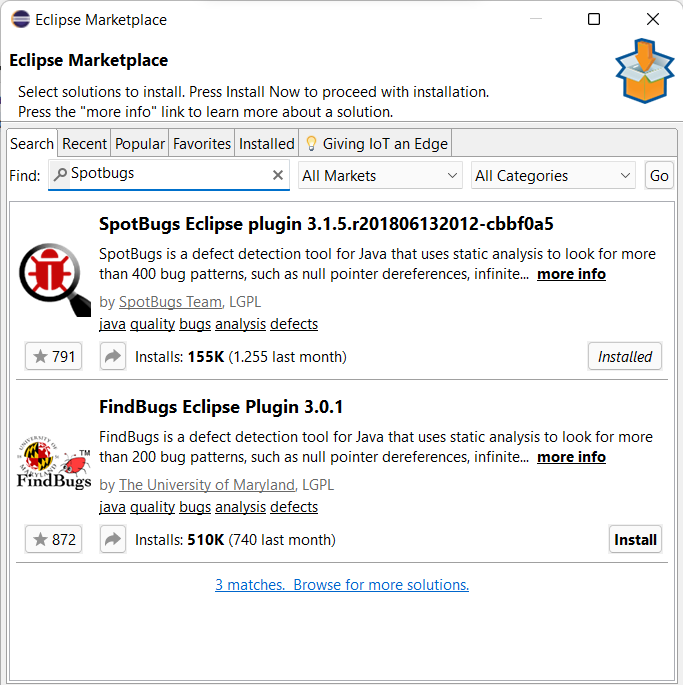 Eclipse Marketplace
Eclipse Marketplace
Select solutions to install. Press Install Now to proceed with installation.
Press the "more info" link to learn more about a solution.
Search Recent Popular Favorites Installed Giving IoT an Edge
Find: Spotbugs All Markets All Categories Go
SpotBugs Eclipse plugin 3.1.5.r201806132012-cbbf0a5
SpotBugs is a defect detection tool for Java that uses static analysis to look for more
than 400 bug patterns, such as null pointer dereferences, infinite... more info
by SpotBugs Team, LGPL
java quality bugs analysis defects
791 Installs: 155K (1.255 last month) Installed
FindBugs Eclipse Plugin 3.0.1
FindBugs is a defect detection tool for Java that uses static analysis to look for more
than 200 bug patterns, such as null pointer dereferences, infinite... more info
UNIVERSITY OF
MARYLAND
TM
FindBugs
by The University of Maryland, LGPL
java quality bugs analysis defects
872 Installs: 510K (740 last month) Install
3 matches. Browse for more solutions.